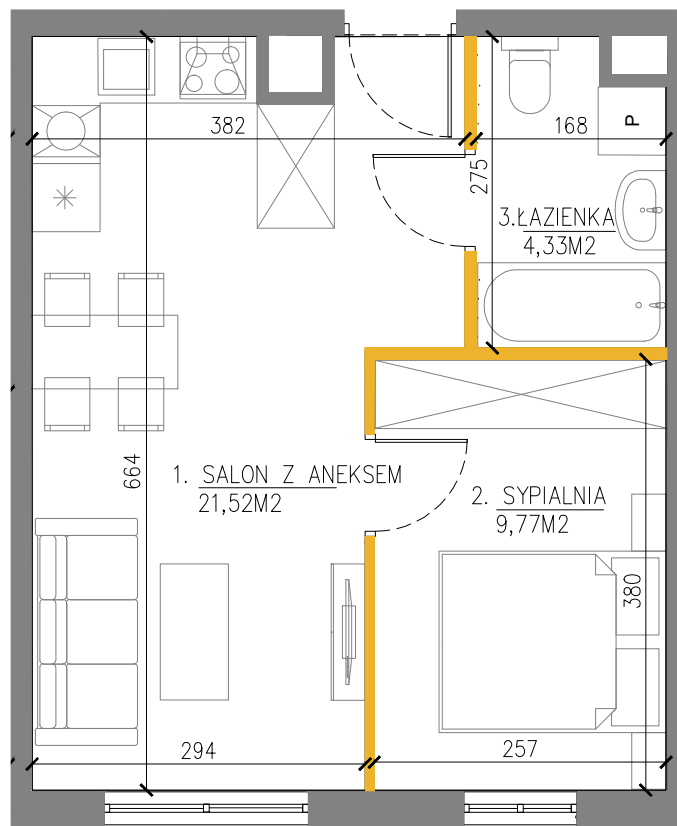 382
168
P
275
3.ŁAZIENKA
4,33M2
664
1. SALON Z ANEKSEM
21,52M2
2. SYPIALNIA
9,77M2
380
294
257